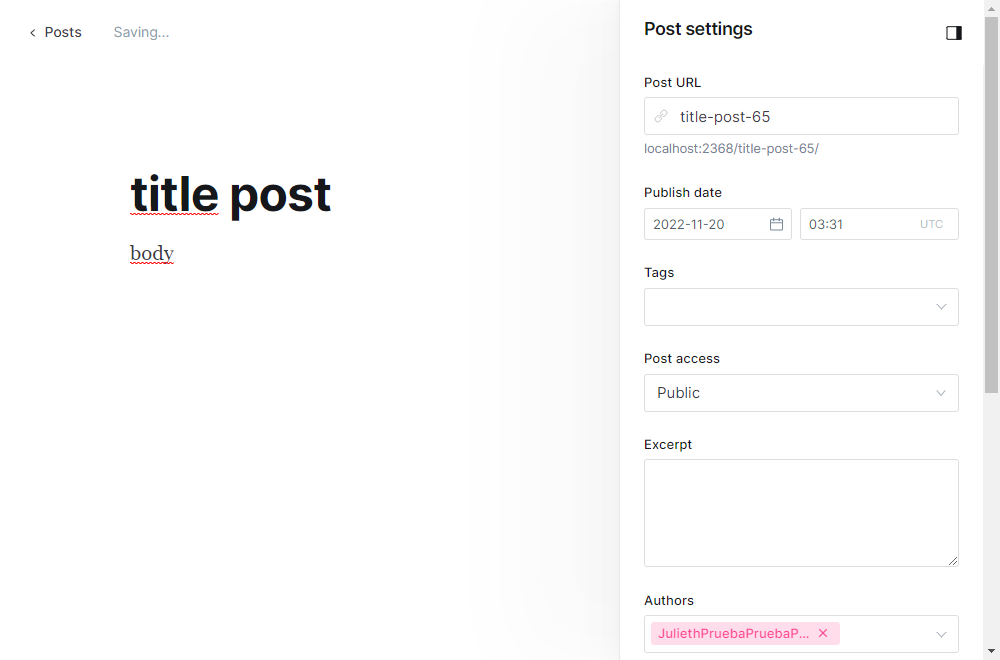 Posts
Saving...
title post
body
Post settings
Post URL
title-post-65
localhost:2368/title-post-65/
Publish date
2022-11-20
03:31
UTC
Tags
Post access
Public
Excerpt
Authors
JuliethPruebaPruebaP...